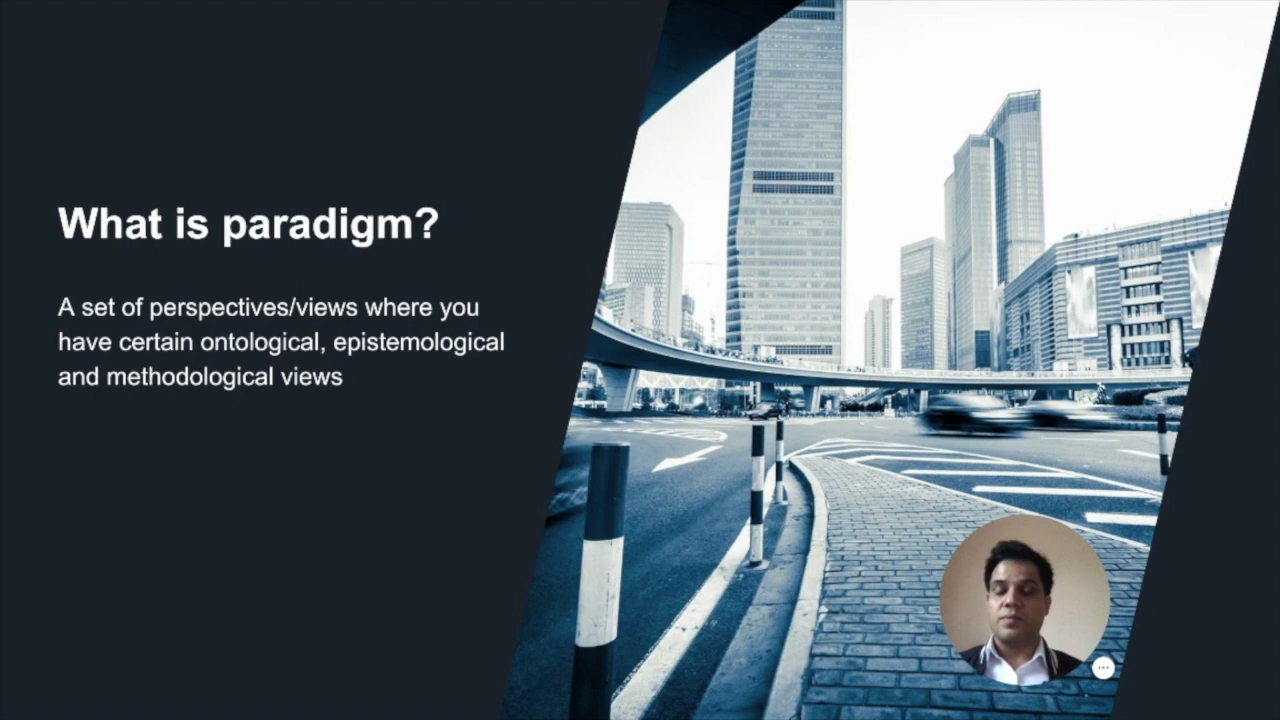 What is paradigm?
A set of perspectives/views where you
have certain ontological, epistemological
and methodological views